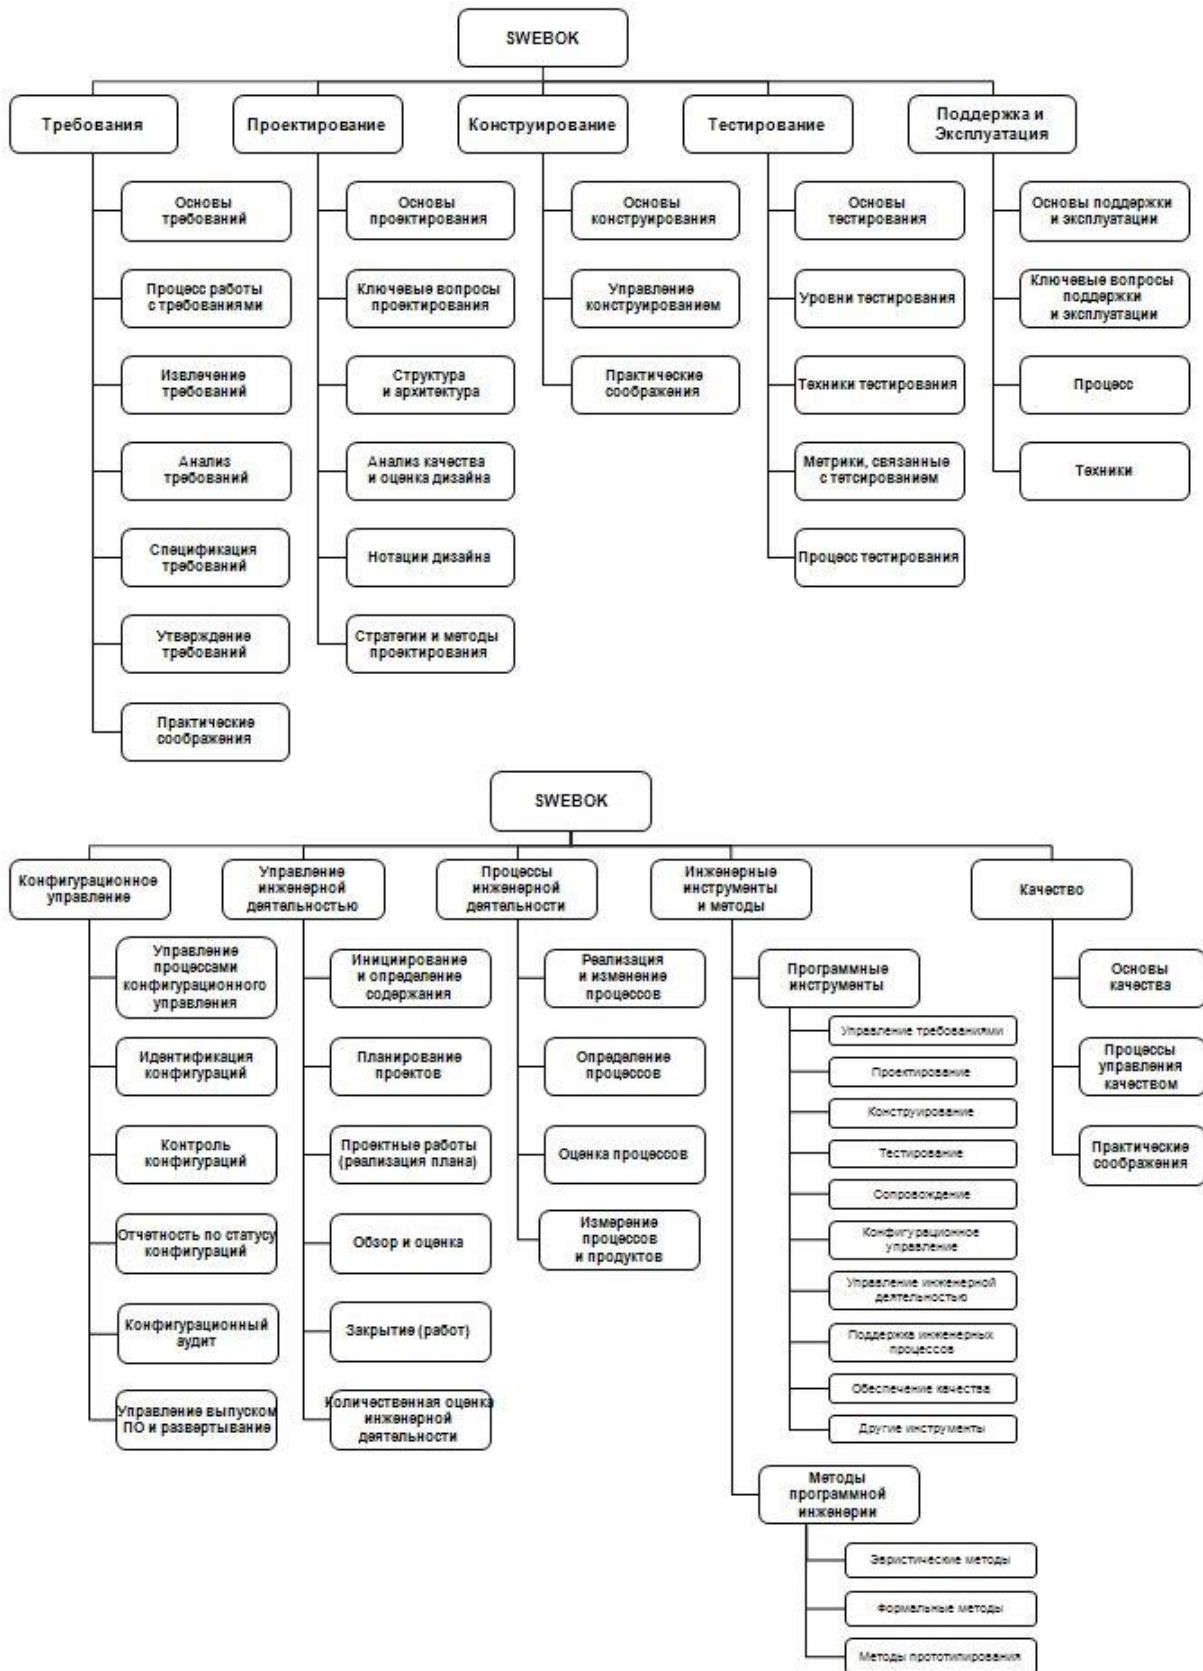 SWEBOK
Требования
Основы
требований
Процесс работы
с требованиями
Извлечение
требований
Анализ
требований
Спецификация
требований
Утверждение
требований
Практические
соображения
Проектирование
Основы
проектирования
Ключевые вопросы
проектирования
Структура
и архитектура
Анализ качества
и оценка дизайна
Нотации дизайна
Стратегии и методы
проектирования
Конструирование
Основы
конструирования
Управление
конструированием
Практические
соображения
Тестирование
Основы
тестирования
Уровни тестирования
Техники тестирования
Метрики, связанные
с тетсированием
Процесс тестирования
Поддержка и
Эксплуатация
Основы поддержки
и эксплуатации
Ключевые вопросы
поддержки
и эксплуатации
Процесс
Техники
SWEBOK
Конфигурационное
управление
Управление
процессами
конфигурационного
управления
Идентификация
конфигураций
Контроль
конфигураций
Отчетность по статусу
конфигураций
Конфигурационный
аудит
Управление выпуском
ПО и развертывание
Управление
инженерной
деятельностью
Инициирование
и определение
содержания
Планирование
проектов
Проектные работы
(реализация плана)
Обзор и оценка
Закрытие (работ)
Количественная оценка
инженерной
деятельности
Процессы
инженерной
деятельности
Реализация
и изменение
процессов
Определение
процессов
Оценка процессов
Измерение
процессов
и продуктов
Инженерные
инструменты
и методы
Программные
инструменты
Управление требованиями
Проектирование
Конструирование
Тестирование
Сопровождение
Конфигурационное
управление
Управление инженерной
деятельностью
Поддержка инженерных
процессов
Обеспечение качества
Другие инструменты
Методы
программной
инженерии
Эвристические методы
Формальные методы
Методы прототипирования
Качество
Основы
качества
Процессы
управления
качеством
Практические
соображения